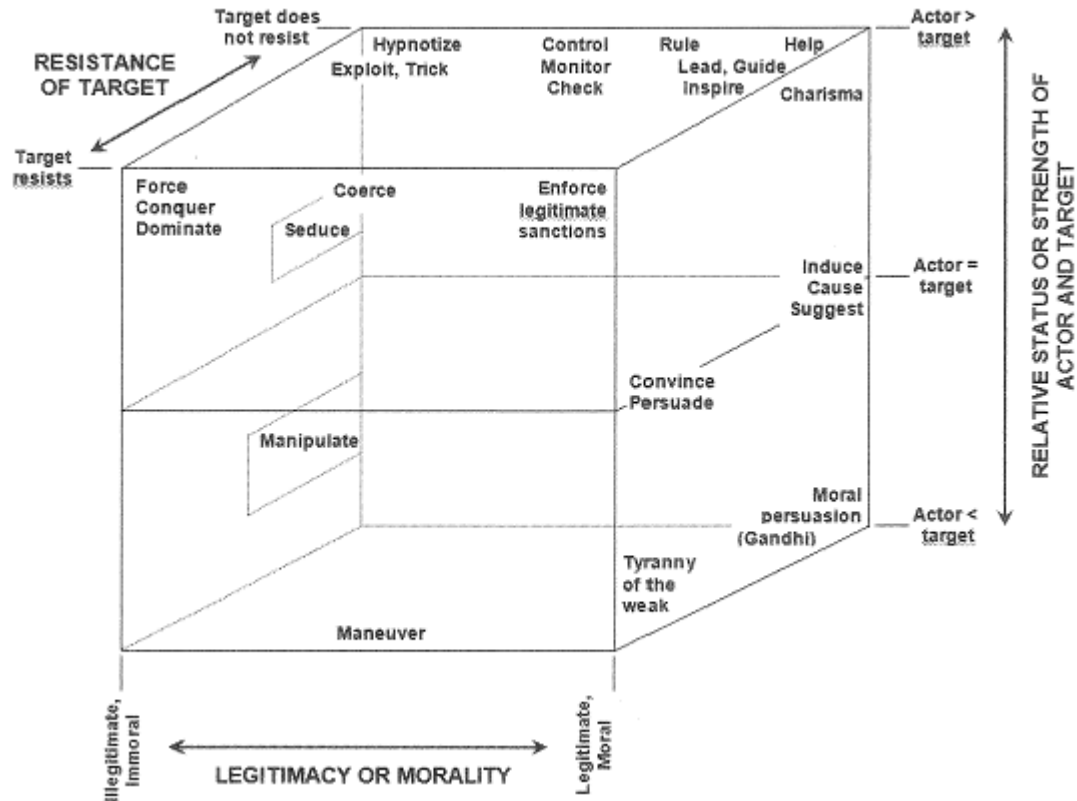 Target does
not resist
RESISTANCE
OF TARGET
Target
resists
Hypnotize
Exploit, Trick
Control
Monitor
Check
Rule
Lead, Guide
Inspire
Help
Charisma
Actor >
target
Force
Conquer
Dominate
Coerce
Seduce
Enforce
legitimate
sanctions
Induce
Cause
Suggest
Actor =
target
Convince
Persuade
Manipulate
Moral
persuasion
(Gandhi)
Actor <
target
Tyranny
of the
weak
Maneuver
RELATIVE STATUS OR STRENGTH OF
ACTOR AND TARGET
Illegitimate,
Immoral
Legitimate,
Moral
LEGITIMACY OR MORALITY